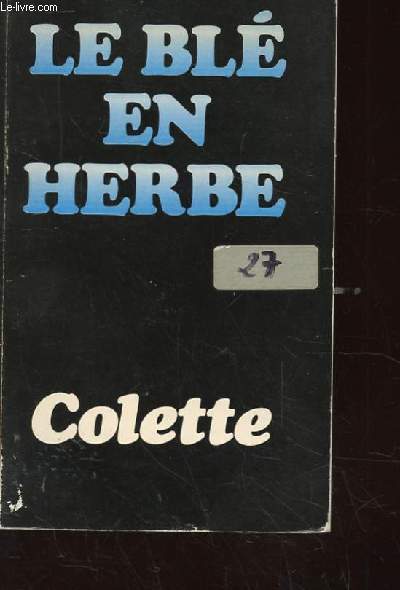 Le-livre.com
LE BLÉ
EN
HERBE
27
Colette